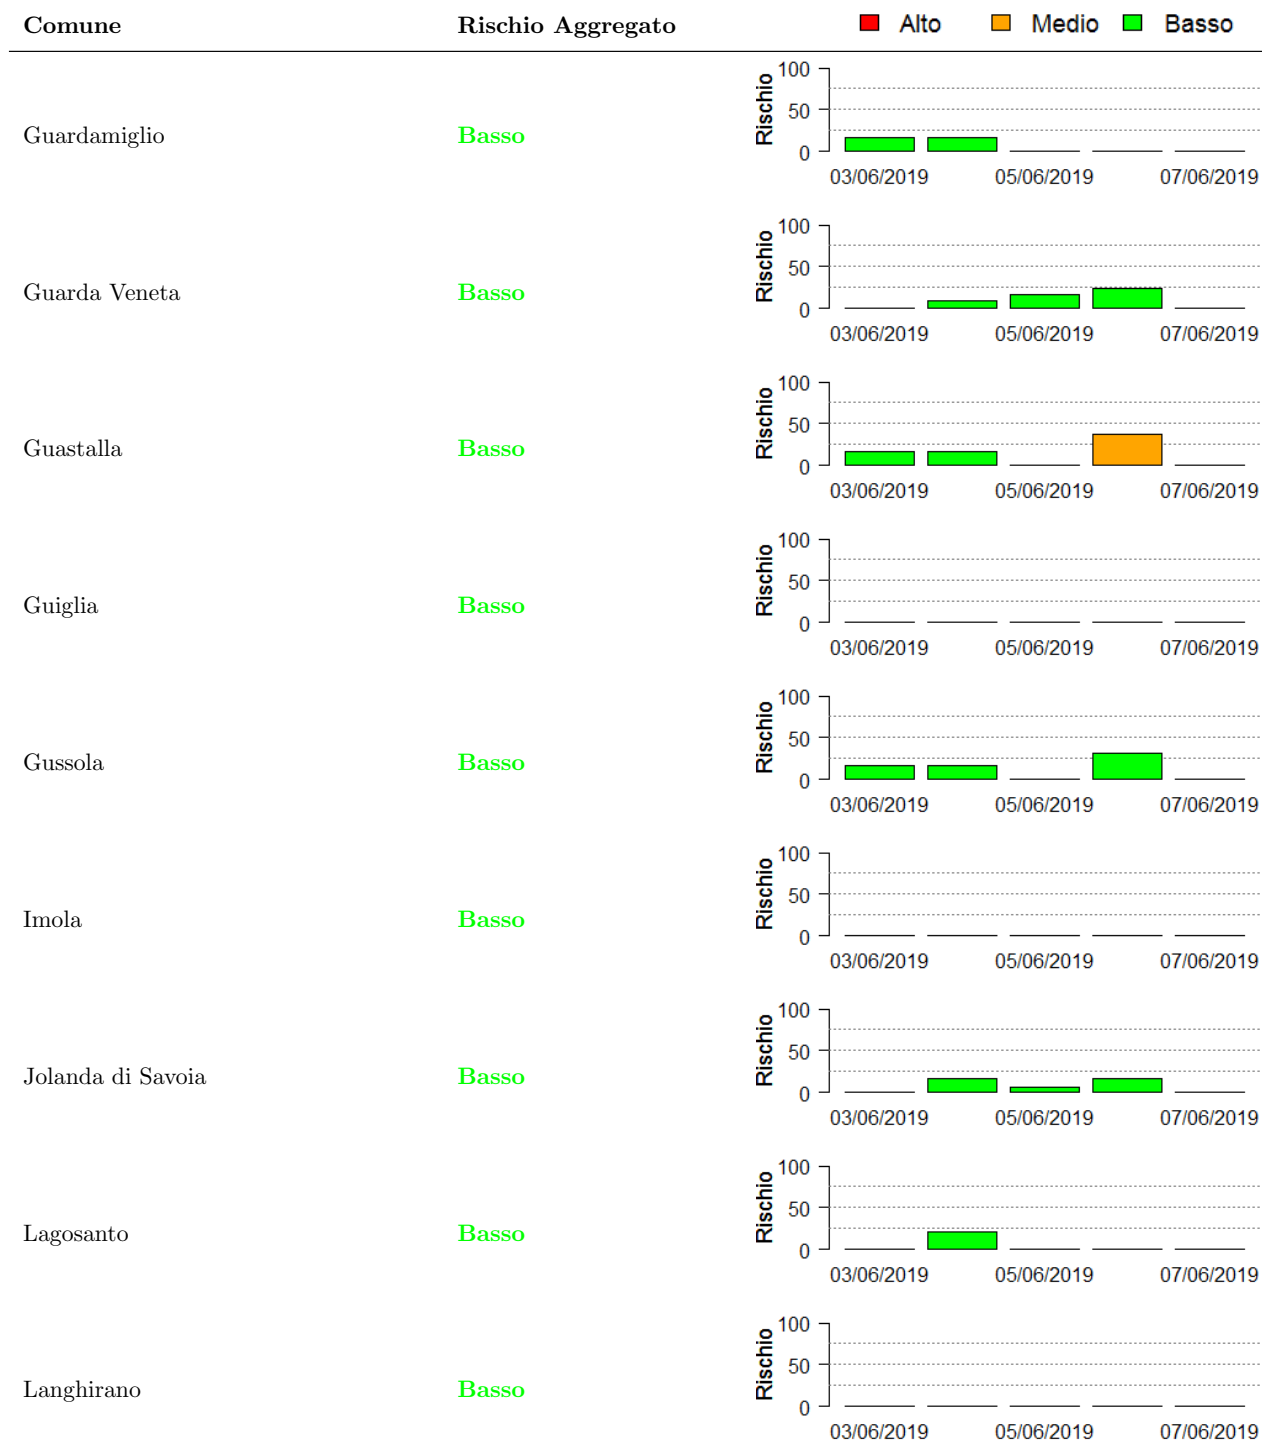 Comune Rischio Aggregato Alto Medio Basso
Guardamiglio Basso Rischio 100 50 0
03/06/2019 05/06/2019 07/06/2019
Guarda Veneta Basso Rischio 100 50 0
03/06/2019 05/06/2019 07/06/2019
Guastalla Basso Rischio 100 50 0
03/06/2019 05/06/2019 07/06/2019
Guiglia Basso Rischio 100 50 0
03/06/2019 05/06/2019 07/06/2019
Gussola Basso Rischio 100 50 0
03/06/2019 05/06/2019 07/06/2019
Imola Basso Rischio 100 50 0
03/06/2019 05/06/2019 07/06/2019
Jolanda di Savoia Basso Rischio 100 50 0
03/06/2019 05/06/2019 07/06/2019
Lagosanto Basso Rischio 100 50 0
03/06/2019 05/06/2019 07/06/2019
Langhirano Basso Rischio 100 50 0
03/06/2019 05/06/2019 07/06/2019